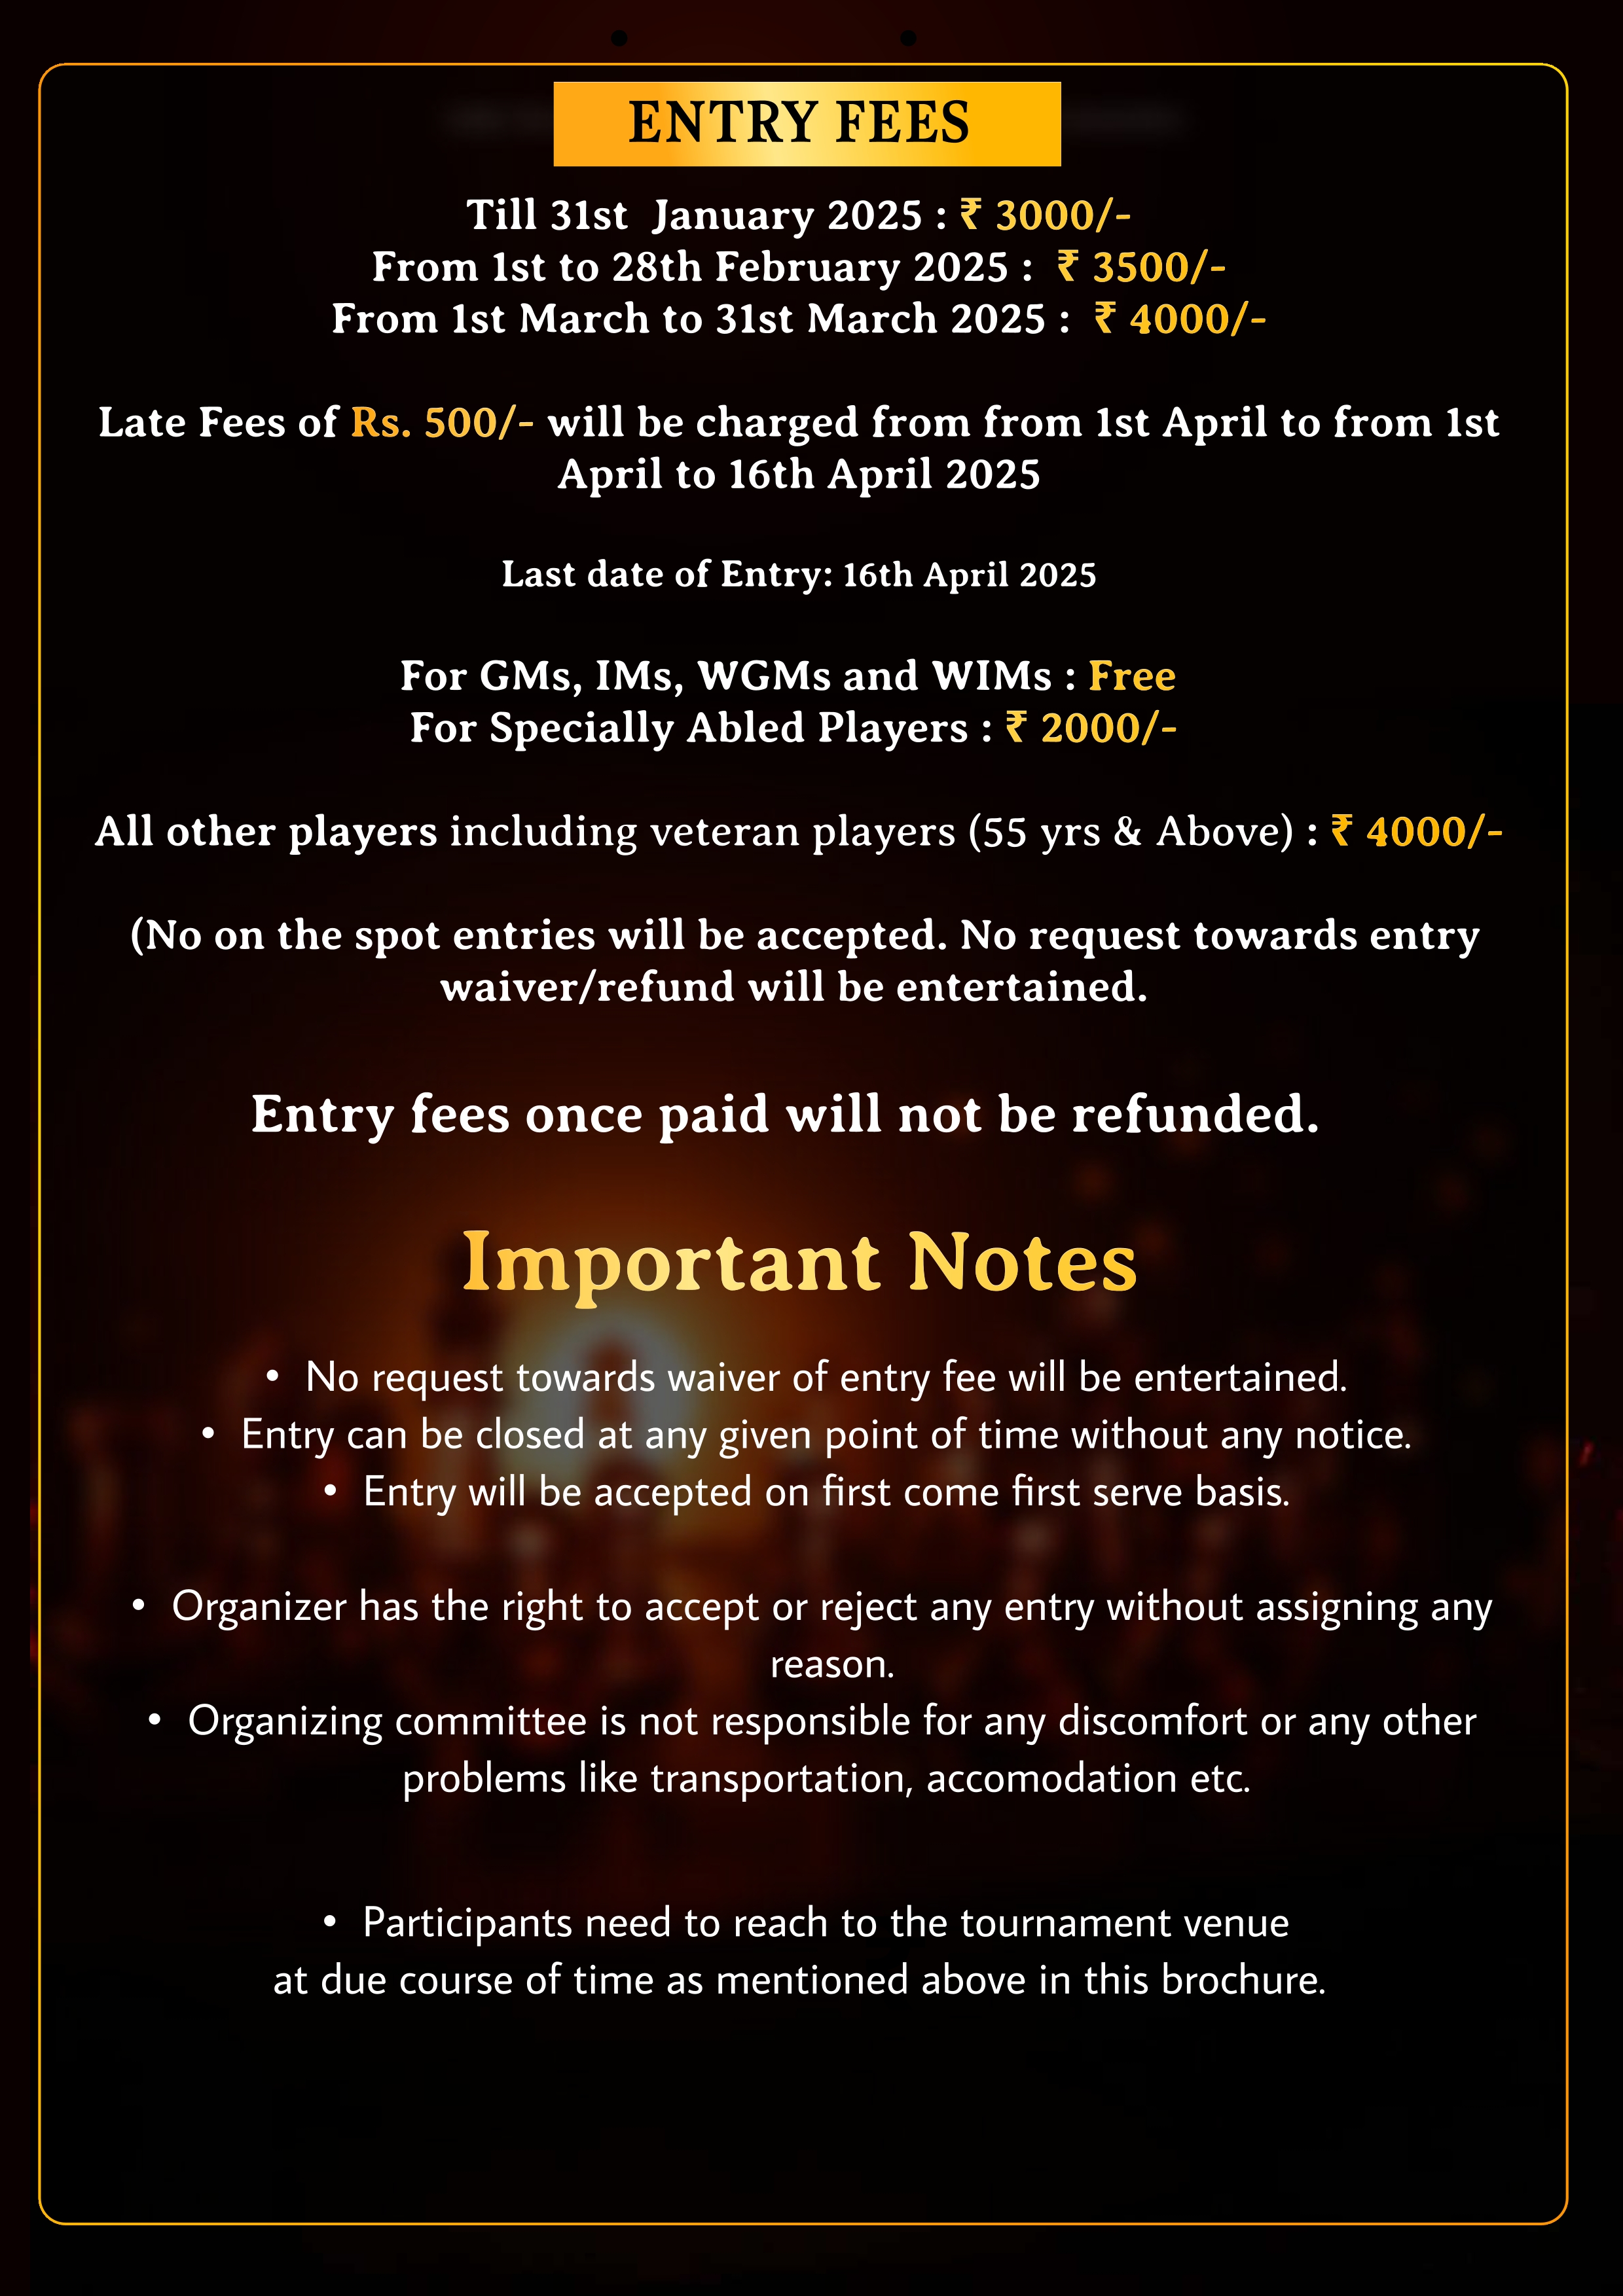 ENTRY FEES
Till 31st January 2025 : ₹ 3000/-
From 1st to 28th February 2025 : ₹ 3500/-
From 1st March to 31st March 2025 : ₹ 4000/-
Late Fees of Rs. 500/- will be charged from from 1st April to from 1st
April to 16th April 2025
Last date of Entry: 16th April 2025
For GMs, IMs, WGMs and WIMs : Free
For Specially Abled Players : ₹ 2000/-
All other players including veteran players (55 yrs & Above) : ₹ 4000/-
(No on the spot entries will be accepted. No request towards entry
waiver/refund will be entertained.
Entry fees once paid will not be refunded.
Important Notes
• No request towards waiver of entry fee will be entertained.
• Entry can be closed at any given point of time without any notice.
• Entry will be accepted on first come first serve basis.
• Organizer has the right to accept or reject any entry without assigning any
reason.
• Organizing committee is not responsible for any discomfort or any other
problems like transportation, accomodation etc.
• Participants need to reach to the tournament venue
at due course of time as mentioned above in this brochure.